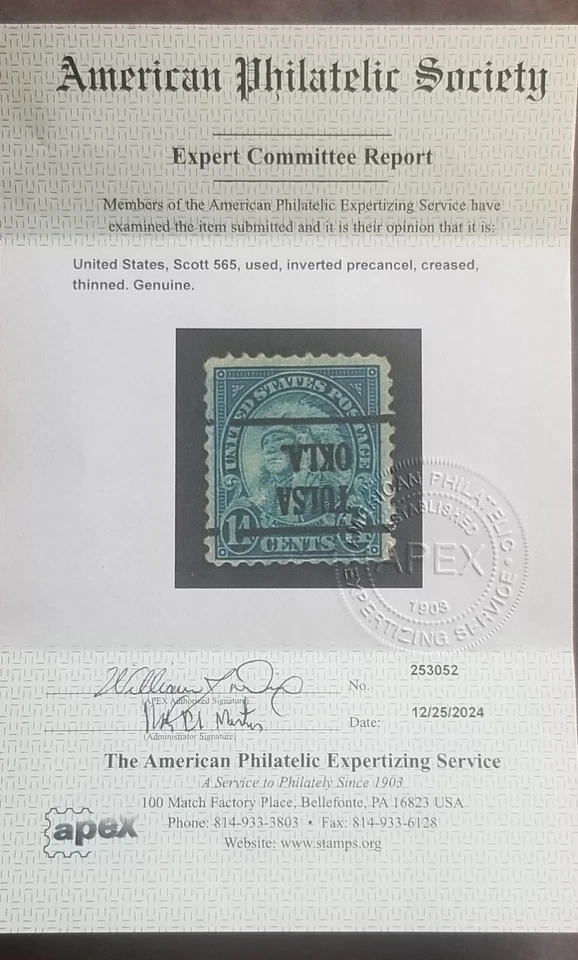 American Philatelic Society
Expert Committee Report
Members of the American Philatelic Expertizing Service have
examined the item submitted and it is their opinion that it is:
United States, Scott 565, used, inverted precancel, creased,
thinned. Genuine.
UNITED STATES POSTAGE
TULSA
OKLA.
14 CENTS
AMERICAN PHILATELIC
ESTABLISHED
APEX
1903
EXPERTIZING SERVICE
No. 253052
(APEX Authorized Signature)
Date: 12/25/2024
(Administrator Signature)
The American Philatelic Expertizing Service
A Service to Philately Since 1903
100 Match Factory Place, Bellefonte, PA 16823 USA
apex
Phone: 814-933-3803 • Fax: 814-933-6128
Website: www.stamps.org